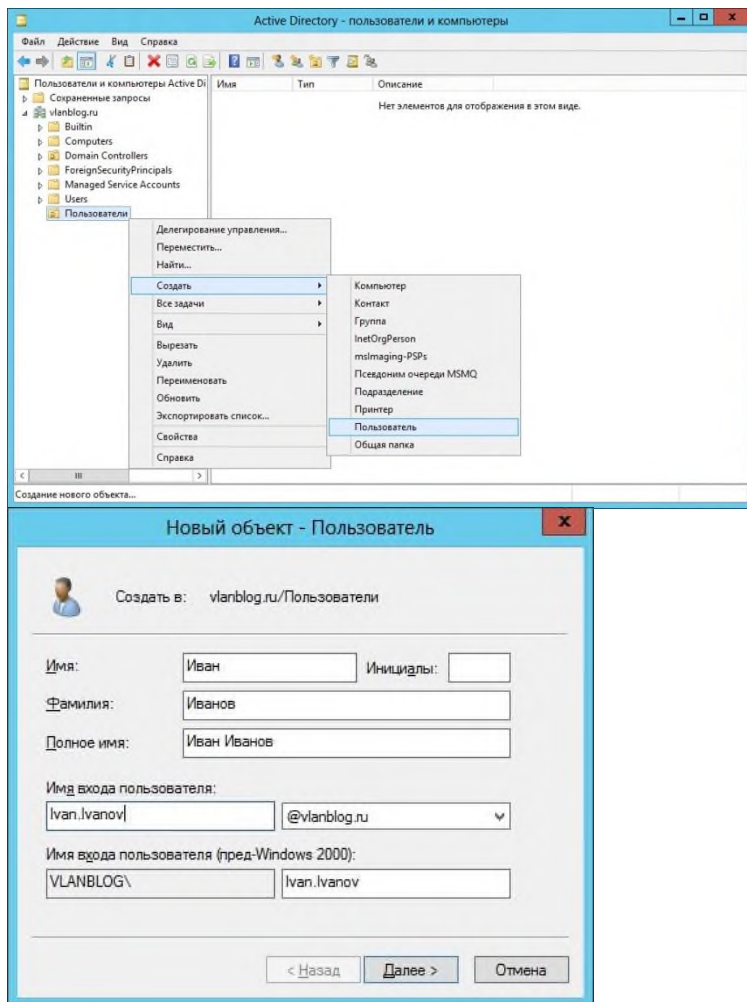 Active Directory - пользователи и компьютеры
Файл Действие Вид Справка
Пользователи и компьютеры Active Di
Имя Тип Описание
Сохраненные запросы
Нет элементов для отображения в этом виде.
vlanblog.ru
Builtin
Computers
Domain Controllers
ForeignSecurityPrincipals
Managed Service Accounts
Users
Пользователи
Делегирование управления...
Переместить...
Найти...
Создать
Все задачи
Вид
Вырезать
Удалить
Переименовать
Обновить
Экспортировать список...
Свойства
Справка
Компьютер
Контакт
Группа
InetOrgPerson
msImaging-PSPs
Псевдоним очереди MSMQ
Подразделение
Принтер
Пользователь
Общая папка
Создание нового объекта...
Новый объект - Пользователь
Создать в: vlanblog.ru/Пользователи
Имя: Иван Инициалы:
Фамилия: Иванов
Полное имя: Иван Иванов
Имя входа пользователя:
Ivan.Ivanov @vlanblog.ru
Имя входа пользователя (пред-Windows 2000):
VLANBLOG\ Ivan.Ivanov
< Назад Далее > Отмена